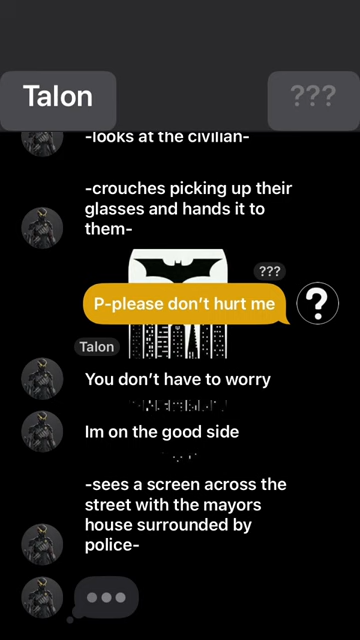 Talon
???
-looks at the civilian-
-crouches picking up their
glasses and hands it to
them-
???
P-please don’t hurt me
?
Talon
You don’t have to worry
Im on the good side
-sees a screen across the
street with the mayors
house surrounded by
police-